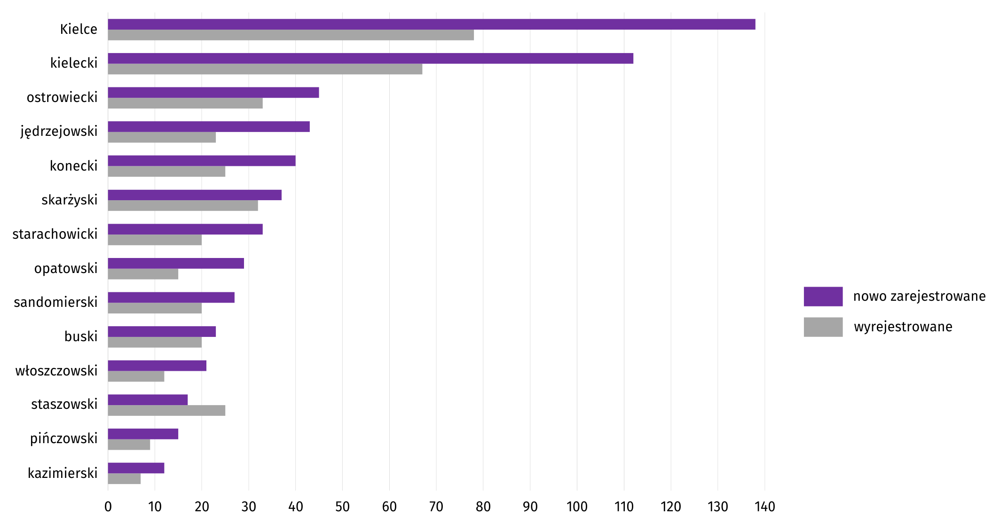 Kielce
kielecki
ostrowiecki
jędrzejowski
konecki
skarżyski
starachowicki
opatowski
sandomierski
buski
włoszczowski
staszowski
pińczowski
kazimierski
0 10 20 30 40 50 60 70 80 90 100 110 120 130 140
nowo zarejestrowane
wyrejestrowane